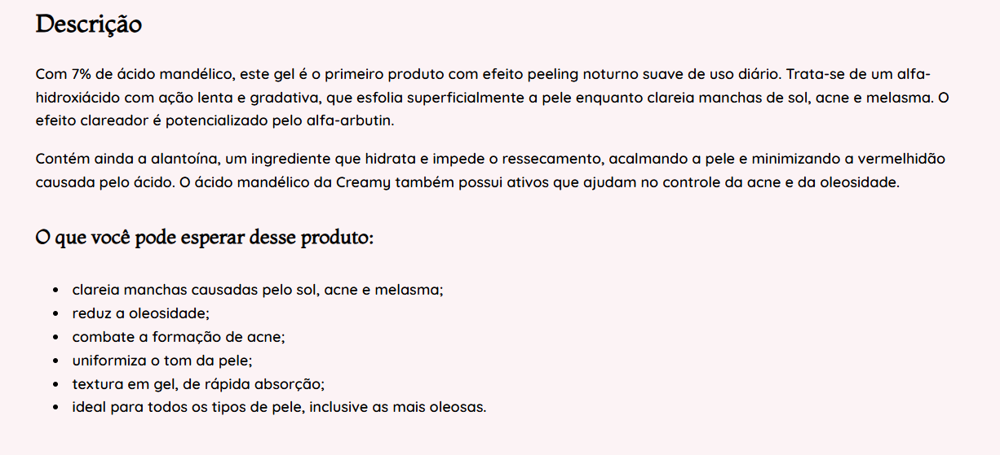 Descrição
Com 7% de ácido mandélico, este gel é o primeiro produto com efeito peeling noturno suave de uso diário. Trata-se de um alfa-
hidroxiácido com ação lenta e gradativa, que esfolia superficialmente a pele enquanto clareia manchas de sol, acne e melasma. O
efeito clareador é potencializado pelo alfa-arbutin.
Contém ainda a alantoína, um ingrediente que hidrata e impede o ressecamento, acalmando a pele e minimizando a vermelhidão
causada pelo ácido. O ácido mandélico da Creamy também possui ativos que ajudam no controle da acne e da oleosidade.
O que você pode esperar desse produto:
• clareia manchas causadas pelo sol, acne e melasma;
• reduz a oleosidade;
• combate a formação de acne;
• uniformiza o tom da pele;
• textura em gel, de rápida absorção;
• ideal para todos os tipos de pele, inclusive as mais oleosas.